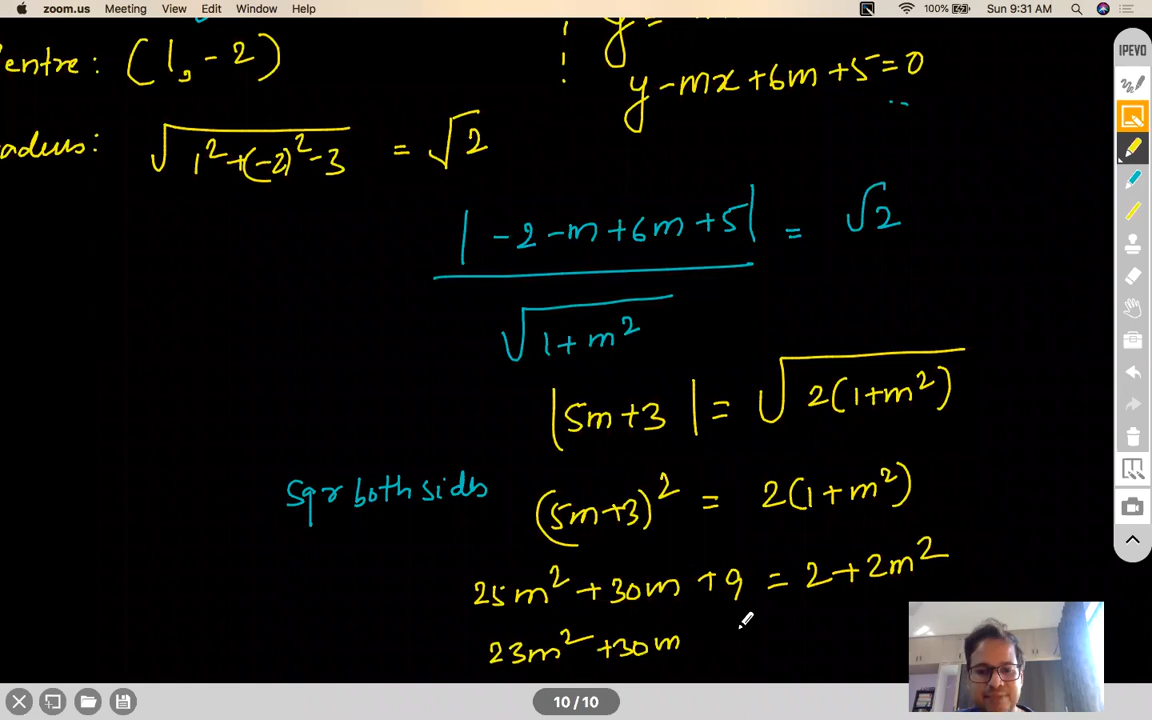 zoom.us Meeting View Edit Window Help 100% Sun 9:31 AM
IPEVO
y =
entre: (1, -2)
y - mx + 6m + 5 = 0
adius: √(1² + (-2)² - 3) = √2
|-2 - m + 6m + 5| / √(1 + m²) = √2
|5m + 3| = √(2(1 + m²))
Sqr both sides (5m + 3)² = 2(1 + m²)
25m² + 30m + 9 = 2 + 2m²
23m² + 30m
10/10